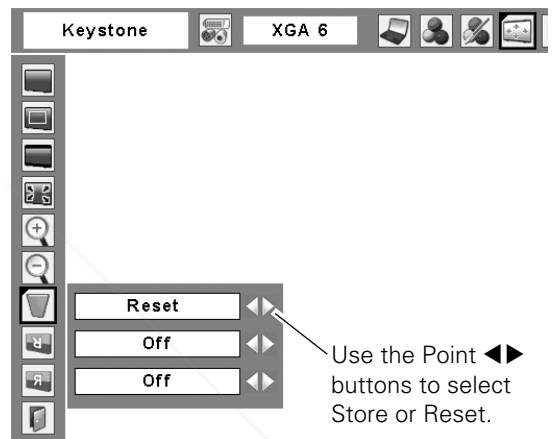 Keystone
XGA 6
Reset
Off
Off
Use the Point ◀▶
buttons to select
Store or Reset.